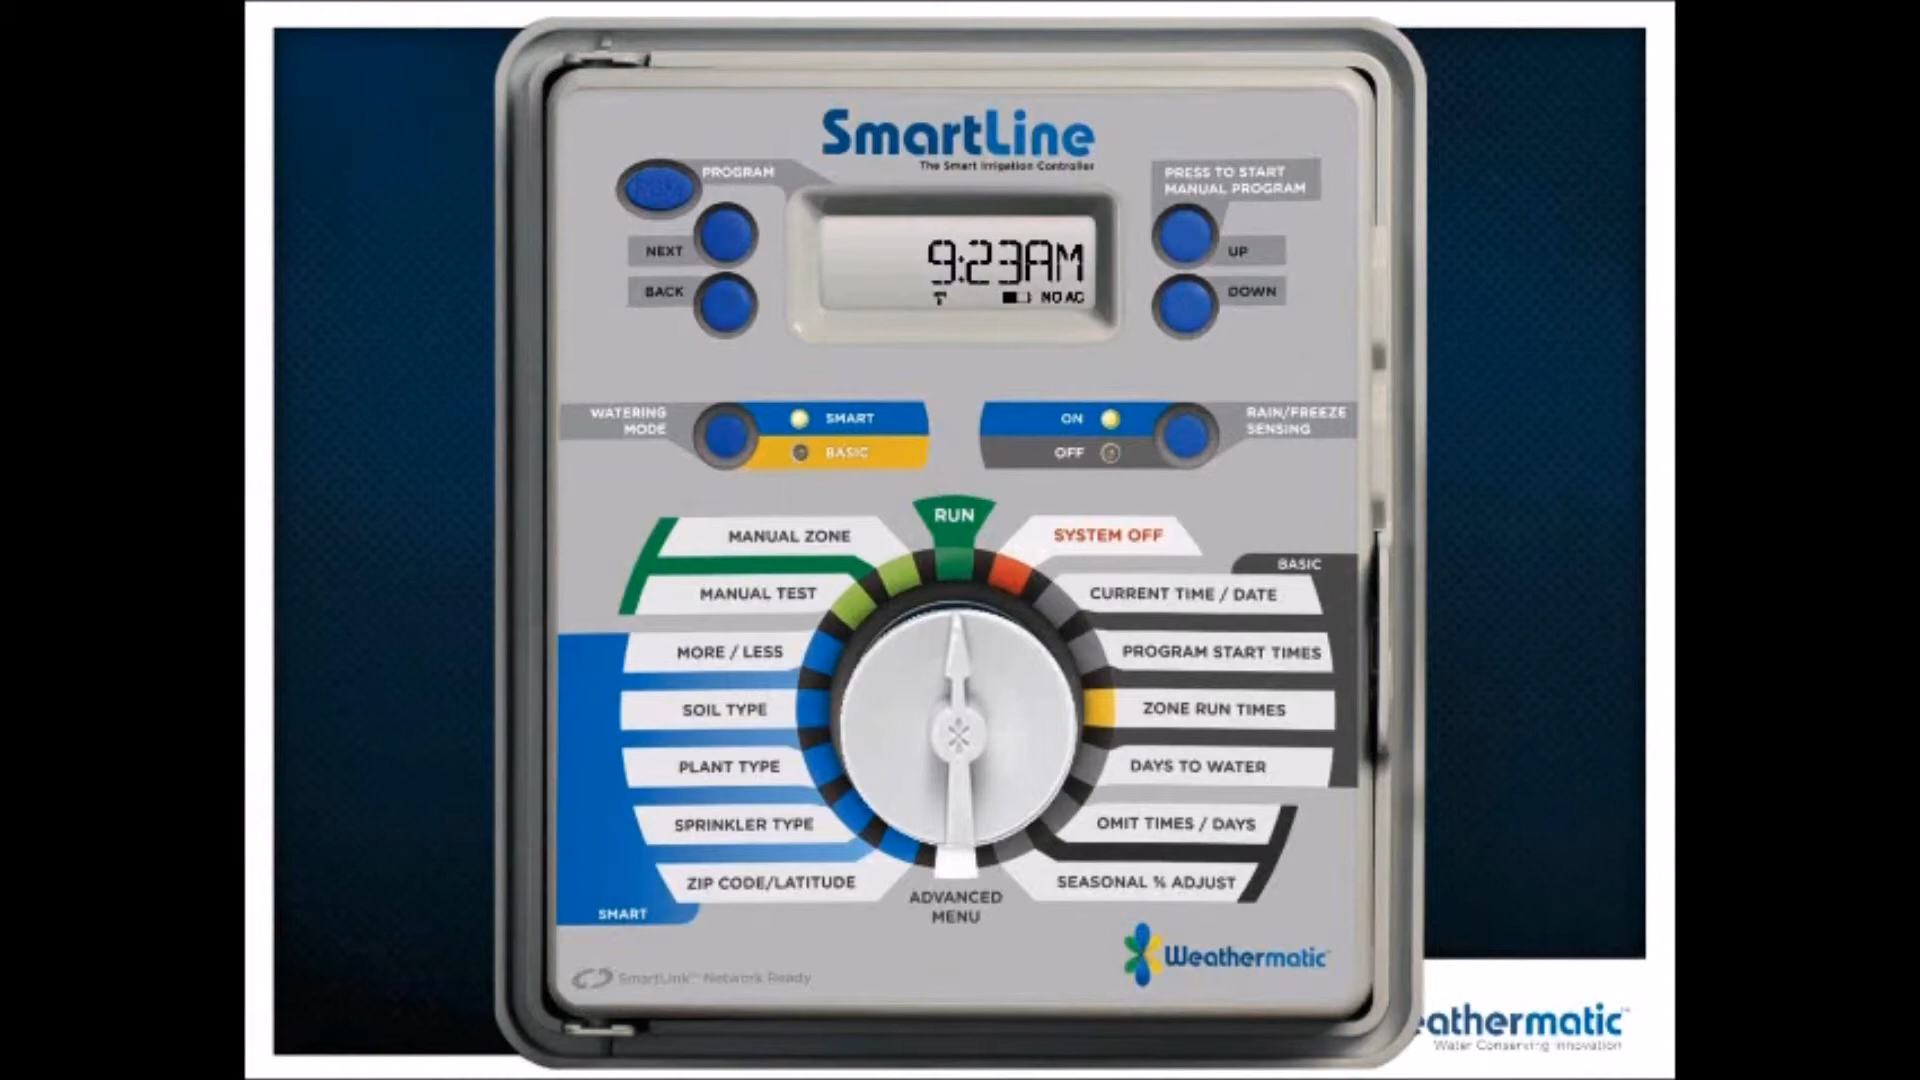 SmartLine
The Smart Irrigation Controller
PROGRAM
NEXT
BACK
9:23AM
NO AC
PRESS TO START
MANUAL PROGRAM
UP
DOWN
WATERING
MODE
SMART
BASIC
ON
OFF
RAIN/FREEZE
SENSING
RUN
MANUAL ZONE
MANUAL TEST
MORE / LESS
SOIL TYPE
PLANT TYPE
SPRINKLER TYPE
ZIP CODE/LATITUDE
SMART
SYSTEM OFF
BASIC
CURRENT TIME / DATE
PROGRAM START TIMES
ZONE RUN TIMES
DAYS TO WATER
OMIT TIMES / DAYS
SEASONAL % ADJUST
ADVANCED
MENU
SmartLink™ Network Ready
Weathermatic™
eathermatic™
Water Conserving Innovation